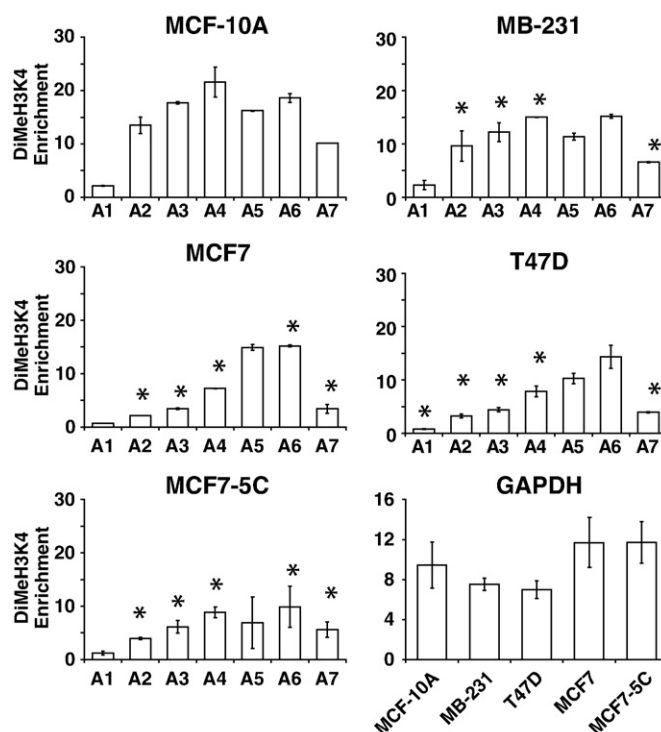 MCF-10A
DiMeH3K4
Enrichment
30
20
10
0
A1 A2 A3 A4 A5 A6 A7
MB-231
30
20
10
0
* * * *
A1 A2 A3 A4 A5 A6 A7
MCF7
DiMeH3K4
Enrichment
30
20
10
0
* * * * *
A1 A2 A3 A4 A5 A6 A7
T47D
30
20
10
0
* * * * *
A1 A2 A3 A4 A5 A6 A7
MCF7-5C
DiMeH3K4
Enrichment
30
20
10
0
* * * * *
A1 A2 A3 A4 A5 A6 A7
GAPDH
16
12
8
4
0
MCF-10A
MB-231
T47D
MCF7
MCF7-5C